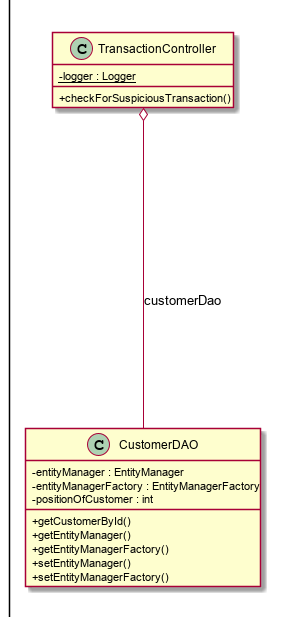 C TransactionController
-logger : Logger
+checkForSuspiciousTransaction()
customerDao
C CustomerDAO
-entityManager : EntityManager
-entityManagerFactory : EntityManagerFactory
-positionOfCustomer : int
+getCustomerById()
+getEntityManager()
+getEntityManagerFactory()
+setEntityManager()
+setEntityManagerFactory()